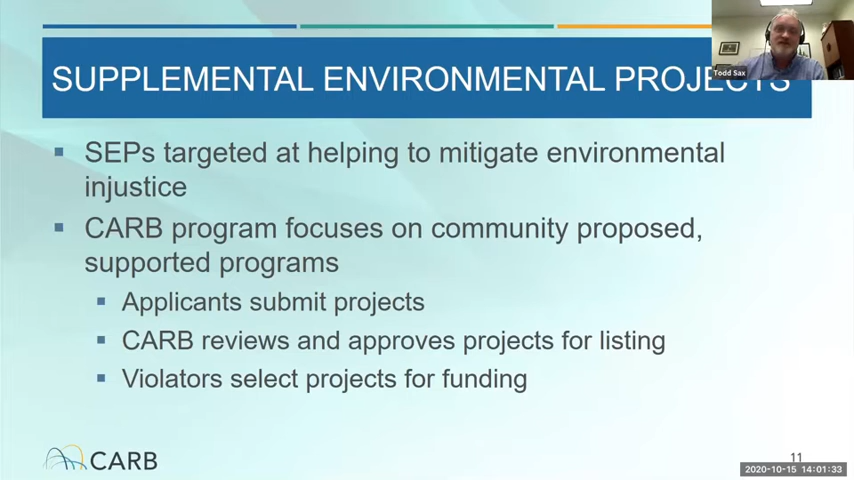 SUPPLEMENTAL ENVIRONMENTAL PROJECTS
Todd Sax
SEPs targeted at helping to mitigate environmental
injustice
CARB program focuses on community proposed,
supported programs
Applicants submit projects
CARB reviews and approves projects for listing
Violators select projects for funding
CARB
11
2020-10-15 14:01:33